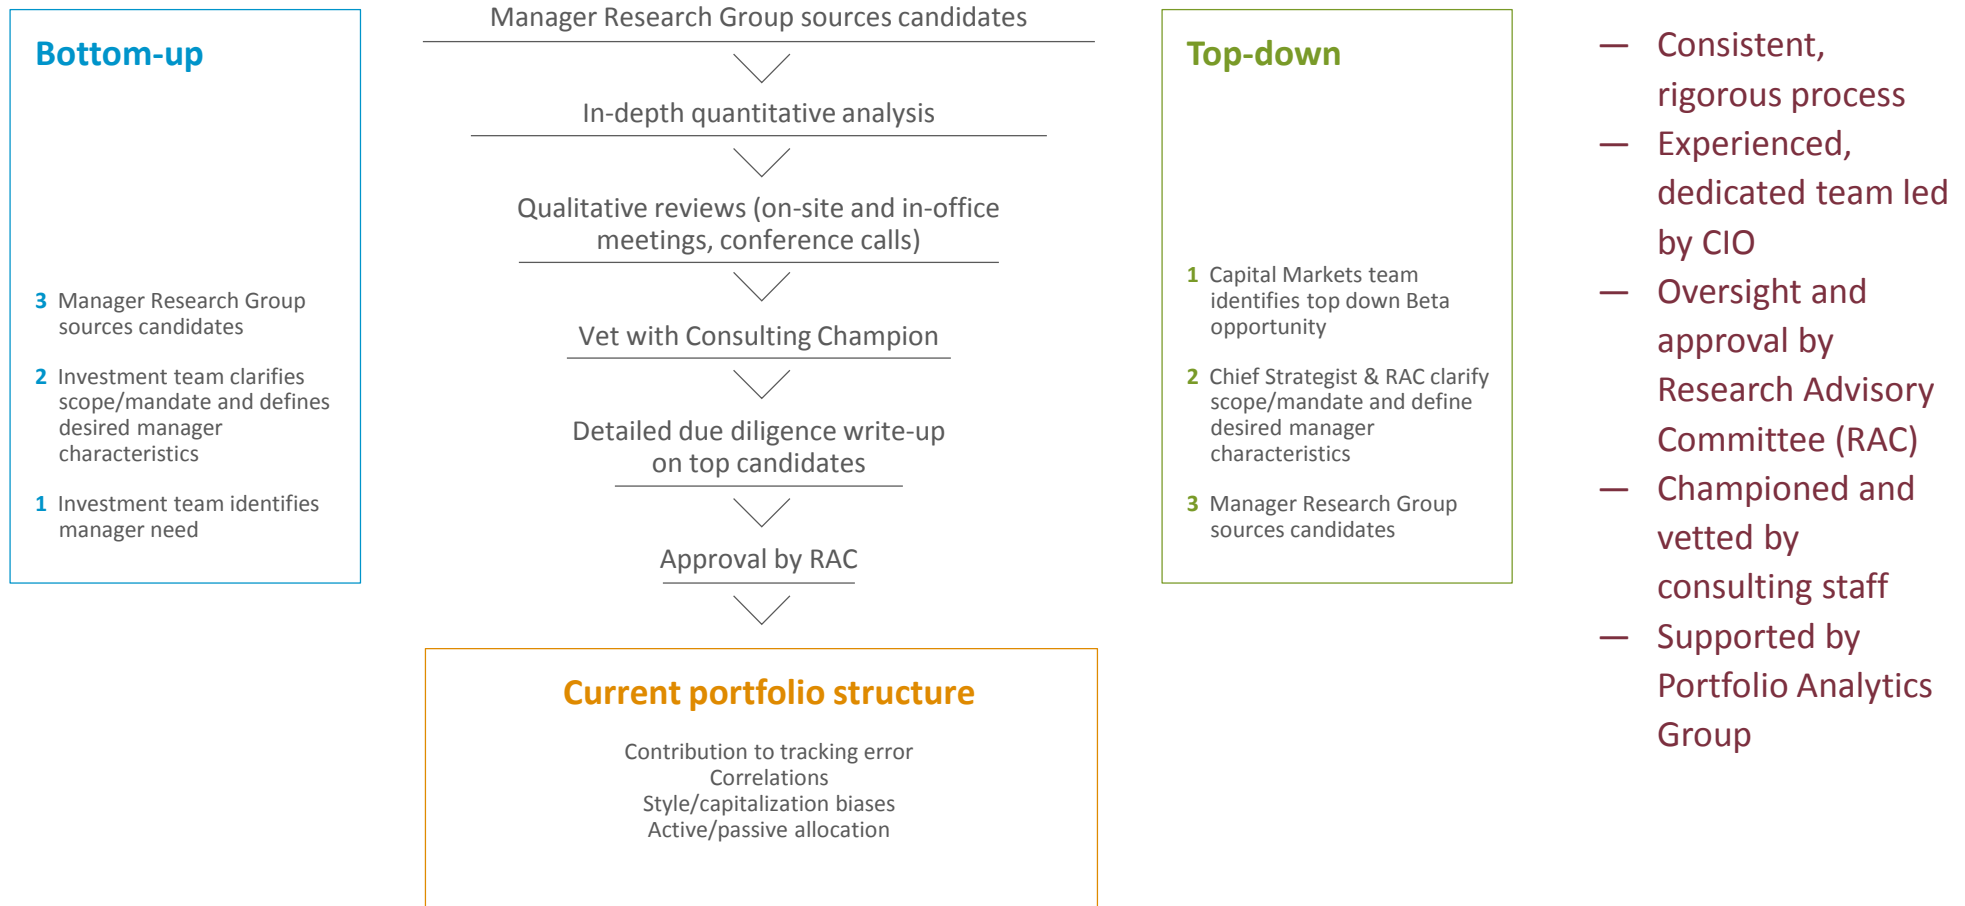 Bottom-up
3 Manager Research Group
sources candidates
2 Investment team clarifies
scope/mandate and defines
desired manager
characteristics
1 Investment team identifies
manager need
Manager Research Group sources candidates
In-depth quantitative analysis
Qualitative reviews (on-site and in-office
meetings, conference calls)
Vet with Consulting Champion
Detailed due diligence write-up
on top candidates
Approval by RAC
Current portfolio structure
Contribution to tracking error
Correlations
Style/capitalization biases
Active/passive allocation
Top-down
1 Capital Markets team
identifies top down Beta
opportunity
2 Chief Strategist & RAC clarify
scope/mandate and define
desired manager
characteristics
3 Manager Research Group
sources candidates
— Consistent,
rigorous process
— Experienced,
dedicated team led
by CIO
— Oversight and
approval by
Research Advisory
Committee (RAC)
— Championed and
vetted by
consulting staff
— Supported by
Portfolio Analytics
Group